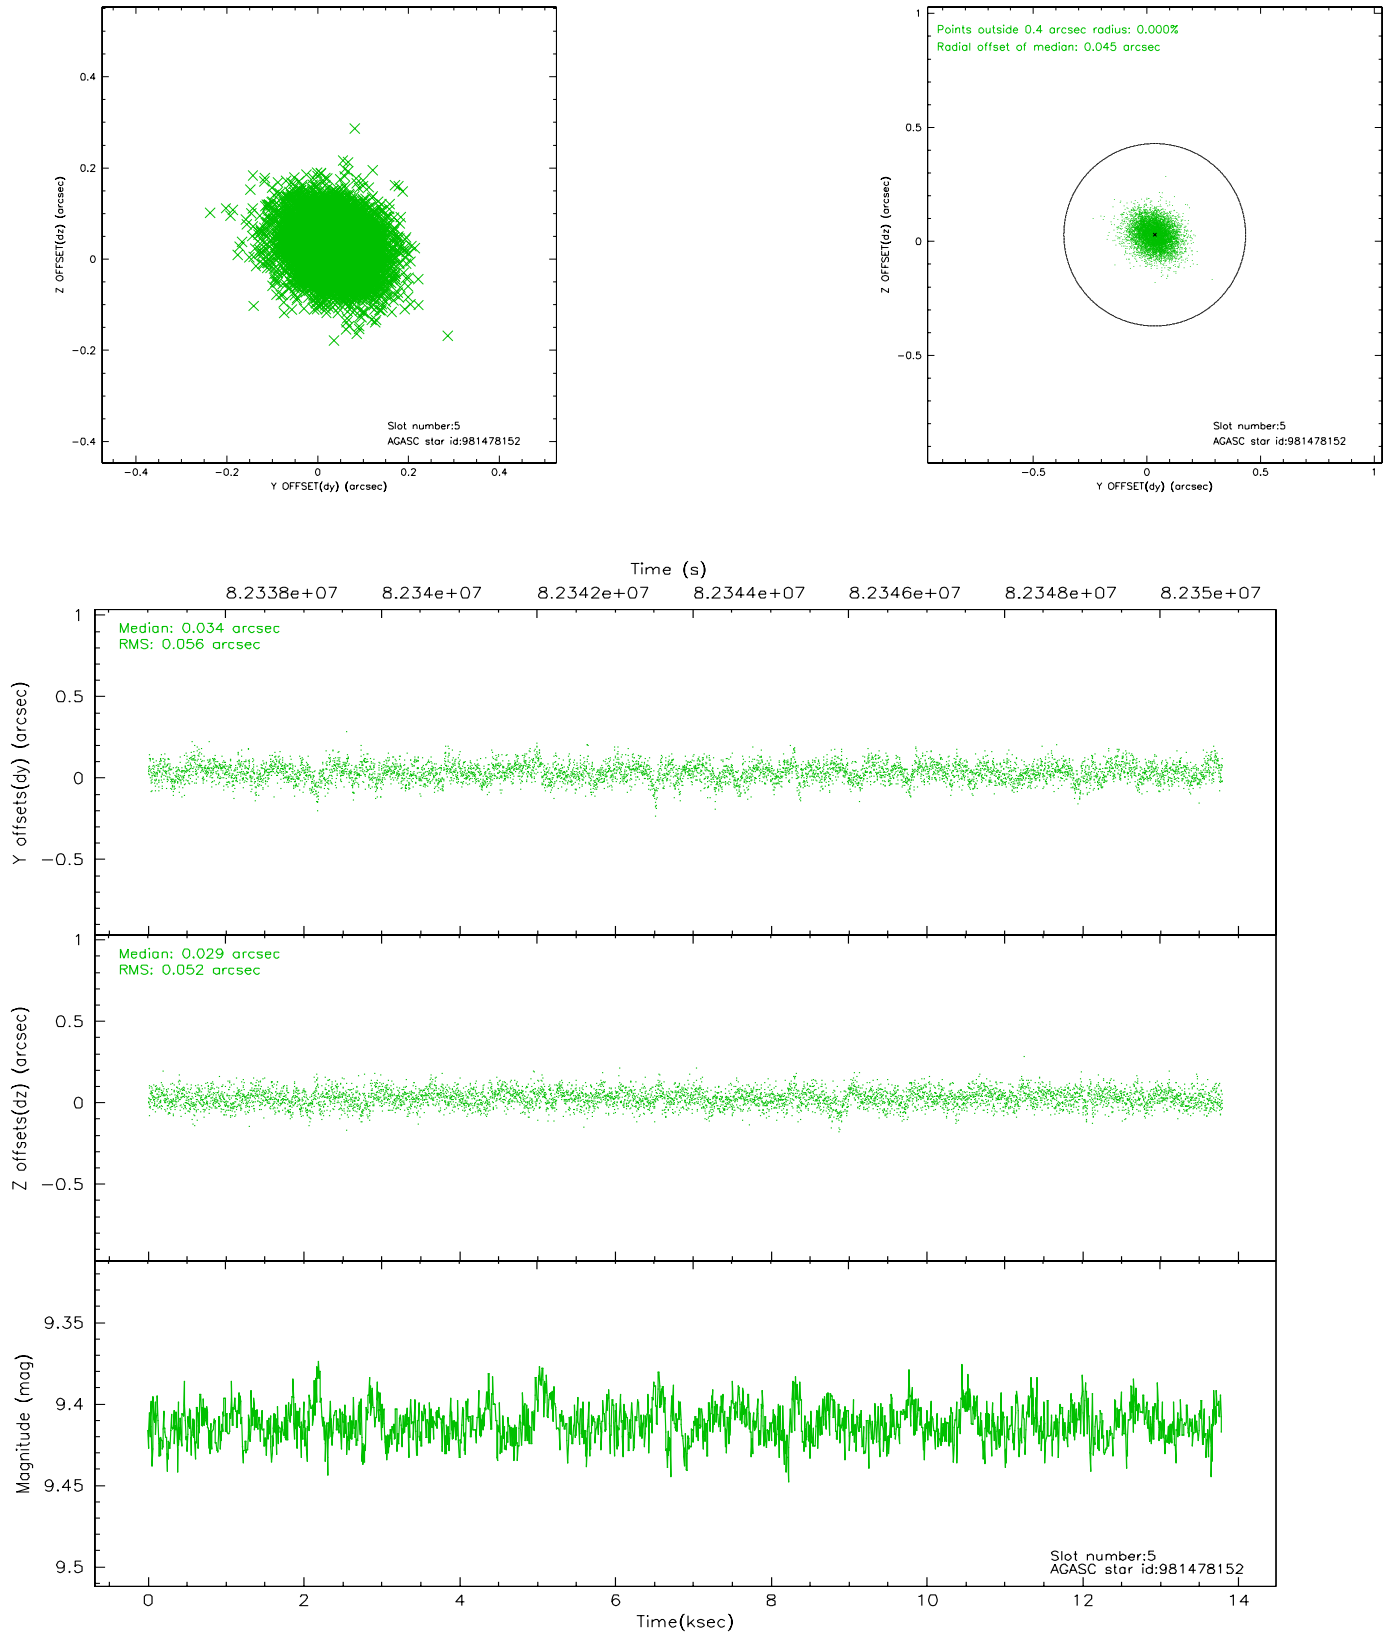 0.4
0.2
0
−0.2
−0.4
Z OFFSET(dz) (arcsec)
Slot number:5
AGASC star id:981478152
−0.4 −0.2 0 0.2 0.4
Y OFFSET(dy) (arcsec)
1
0.5
0
−0.5
Z OFFSET(dz) (arcsec)
Points outside 0.4 arcsec radius: 0.000%
Radial offset of median: 0.045 arcsec
Slot number:5
AGASC star id:981478152
−0.5 0 0.5 1
Y OFFSET(dy) (arcsec)
Time (s)
8.2338e+07 8.234e+07 8.2342e+07 8.2344e+07 8.2346e+07 8.2348e+07 8.235e+07
1
0.5
0
−0.5
Y offsets(dy) (arcsec)
Median: 0.034 arcsec
RMS: 0.056 arcsec
1
0.5
0
−0.5
Z offsets(dz) (arcsec)
Median: 0.029 arcsec
RMS: 0.052 arcsec
9.35
9.4
9.45
9.5
Magnitude (mag)
Slot number:5
AGASC star id:981478152
0 2 4 6 8 10 12 14
Time(ksec)